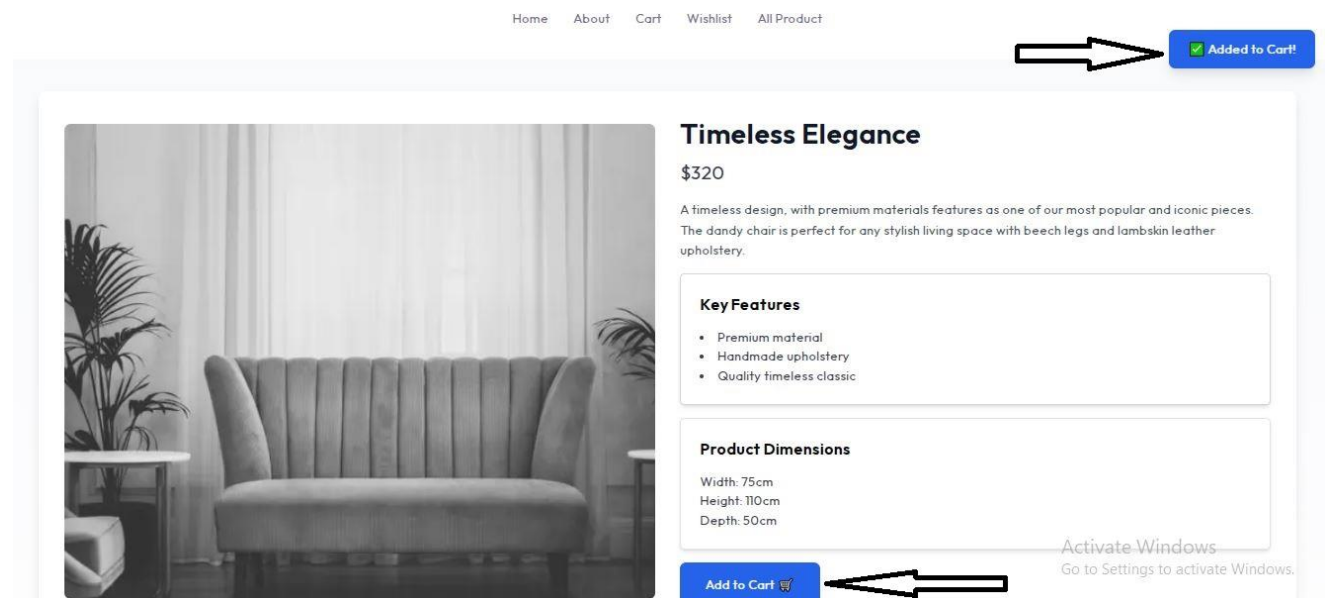 Home About Cart Wishlist All Product
✅ Added to Cart!
Timeless Elegance
$320
A timeless design, with premium materials features as one of our most popular and iconic pieces.
The dandy chair is perfect for any stylish living space with beech legs and lambskin leather
upholstery.
Key Features
• Premium material
• Handmade upholstery
• Quality timeless classic
Product Dimensions
Width: 75cm
Height: 110cm
Depth: 50cm
Add to Cart 🛒
Activate Windows
Go to Settings to activate Windows.